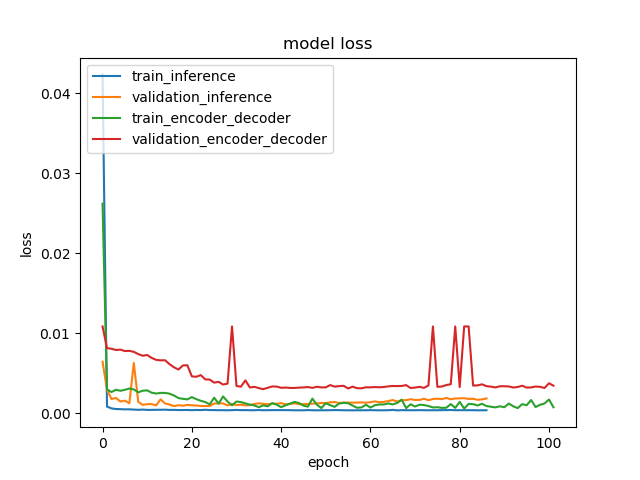 model loss
train_inference
validation_inference
train_encoder_decoder
validation_encoder_decoder
0.04
0.03
0.02
0.01
0.00
loss
0 20 40 60 80 100
epoch